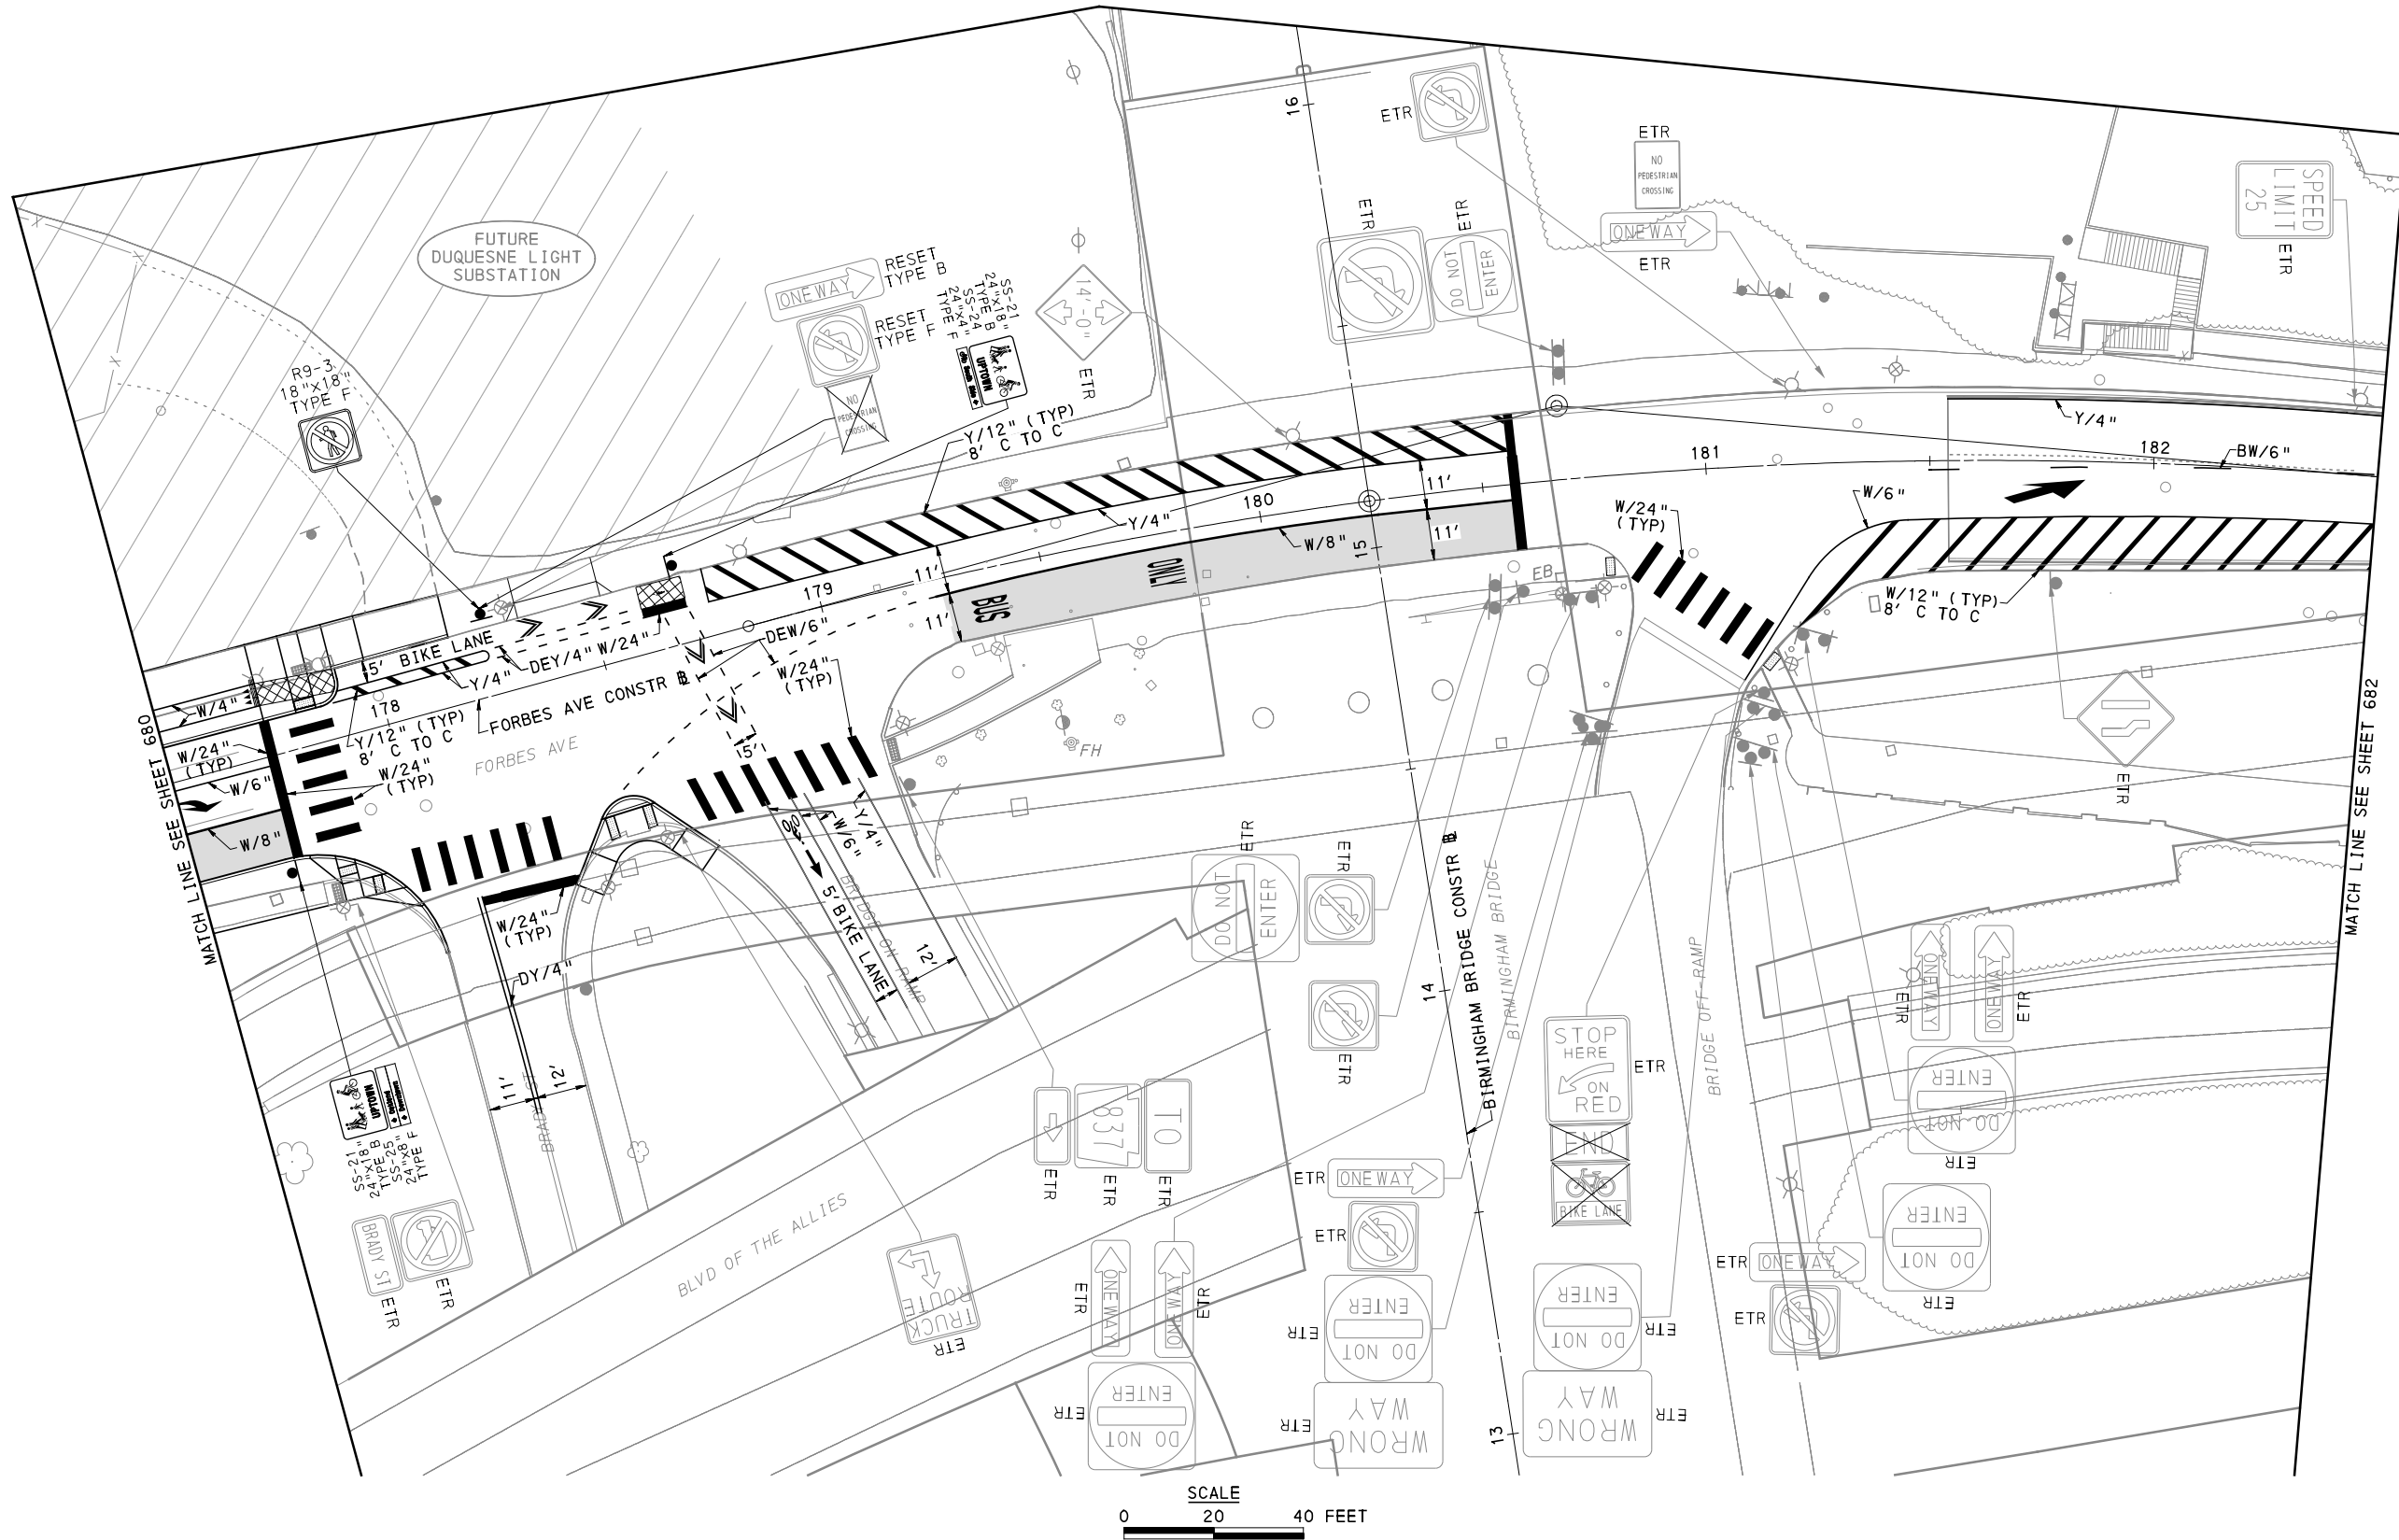 16
ETR
ETR
ETR
ETR
NO
PEDESTRIAN
CROSSING
ONE WAY
ETR
SPEED
LIMIT
25
ETR
DO NOT
ENTER
FUTURE
DUQUESNE LIGHT
SUBSTATION
ONE WAY
RESET
TYPE B
RESET
TYPE F
NO
PEDESTRIAN
CROSSING
SS-21
24"X18"
TYPE B
SS-24
24"X4"
TYPE F
UPTOWN
South Side
14'-0"
ETR
R9-3
18"X18"
TYPE F
Y/12" (TYP)
8' C TO C
Y/4"
181
182
BW/6"
11'
180
Y/4"
W/8"
15
11'
W/24"
(TYP)
W/6"
ONLY
BUS
EB
11'
179
11'
W/12" (TYP)
8' C TO C
5' BIKE LANE
DEY/4"
W/24"
DEW/6"
Y/4"
W/24"
(TYP)
FORBES AVE CONSTR B
FORBES AVE
178
W/4"
Y/12" (TYP)
8' C TO C
W/24"
(TYP)
W/24"
(TYP)
W/6"
W/8"
MATCH LINE SEE SHEET 680
5'
FH
Y/4"
W/6"
5' BIKE LANE
BRIDGE ON RAMP
12'
W/24"
(TYP)
DY/4"
11'
12'
BRADY ST
ETR
MATCH LINE SEE SHEET 682
ETR
DO NOT
ENTER
ETR
ETR
14
BIRMINGHAM BRIDGE CONSTR B
BIRMINGHAM BRIDGE
BRIDGE OFF-RAMP
STOP
HERE
ON
RED
ETR
END
BIKE LANE
ONE WAY
ETR
ONE WAY
ETR
DO NOT
ENTER
ETR
DO NOT
ENTER
ETR
ONE WAY
ETR
ETR
SS-21
24"X18"
TYPE B
SS-25
24"X8"
TYPE F
UPTOWN
Oakland
Downtown
BRADY ST
ETR
ETR
BLVD OF THE ALLIES
TRUCK
ROUTE
ETR
ETR
837
ETR
TO
ETR
ETR
ONE WAY
ETR
ONE WAY
ETR
ONE WAY
ETR
DO NOT
ENTER
ETR
DO NOT
ENTER
ETR
WRONG
WAY
ETR
DO NOT
ENTER
ETR
WRONG
WAY
ETR
13
SCALE
0 20 40 FEET